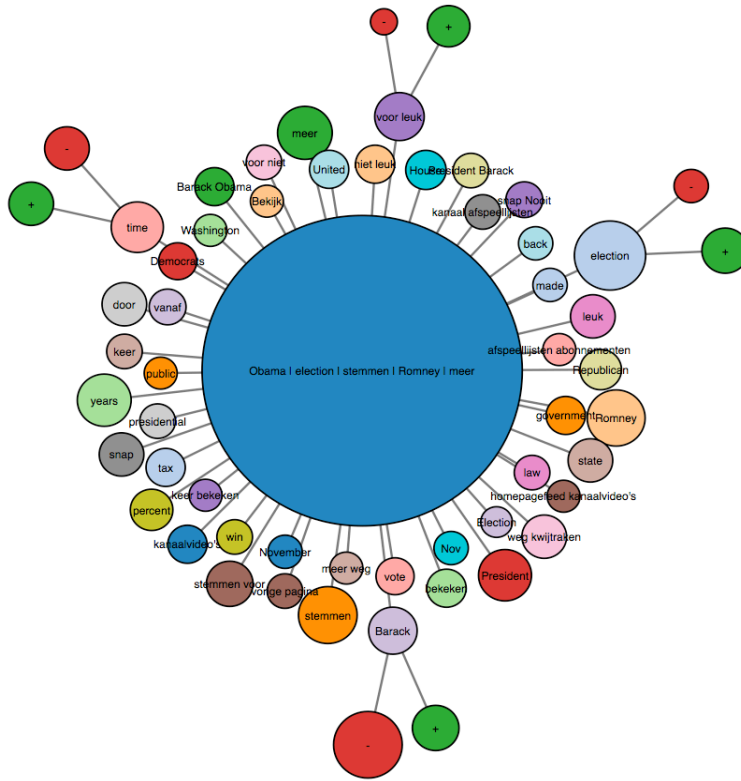 -
+
voor leuk
meer
voor niet
United
niet leuk
House
President Barack
Barack Obama
Bekijk
kanaal afspeellijsten
snap Nooit
-
-
+
time
Washington
Democrats
back
election
+
made
door
vanaf
leuk
keer
public
afspeellijsten abonnementen
Republican
Obama | election | stemmen | Romney | meer
years
presidential
government
Romney
snap
tax
state
law
keer bekeken
homepagefeed kanaalvideo's
percent
Election
weg kwijtraken
kanaalvideo's
win
November
Nov
stemmen voor
vorige pagina
meer weg
vote
bekeken
President
stemmen
Barack
-
+